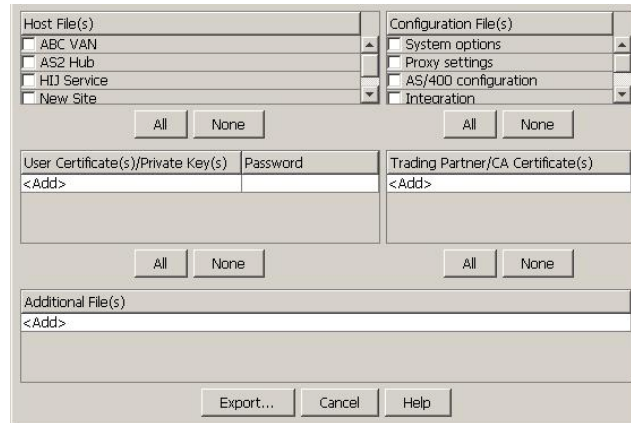 Host File(s)
ABC VAN
AS2 Hub
HIJ Service
New Site
All None
Configuration File(s)
System options
Proxy settings
AS/400 configuration
Integration
All None
User Certificate(s)/Private Key(s) Password
<Add>
All None
Trading Partner/CA Certificate(s)
<Add>
All None
Additional File(s)
<Add>
Export... Cancel Help